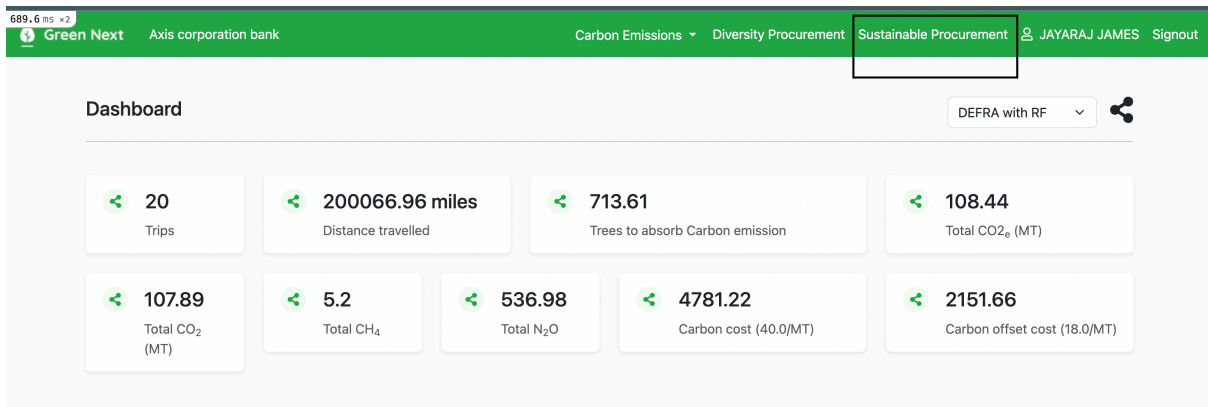 689.6 ms ×2
Green Next Axis corporation bank Carbon Emissions Diversity Procurement Sustainable Procurement JAYARAJ JAMES Signout
Dashboard DEFRA with RF
20 200066.96 miles 713.61 108.44
Trips Distance travelled Trees to absorb Carbon emission Total CO2e (MT)
107.89 5.2 536.98 4781.22 2151.66
Total CO2 Total CH4 Total N2O Carbon cost (40.0/MT) Carbon offset cost (18.0/MT)
(MT)